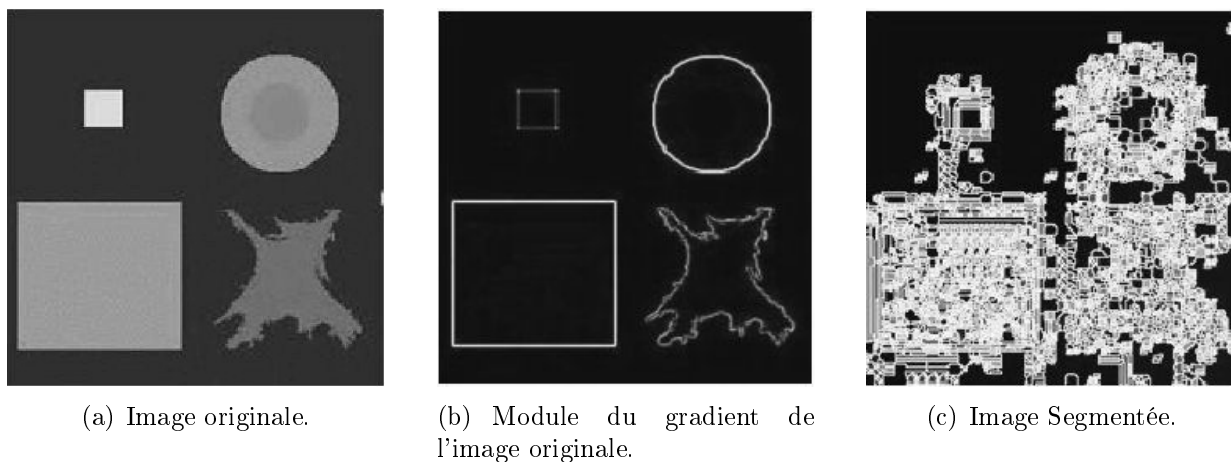 (a) Image originale.
(b) Module du gradient de
l'image originale.
(c) Image Segmentée.